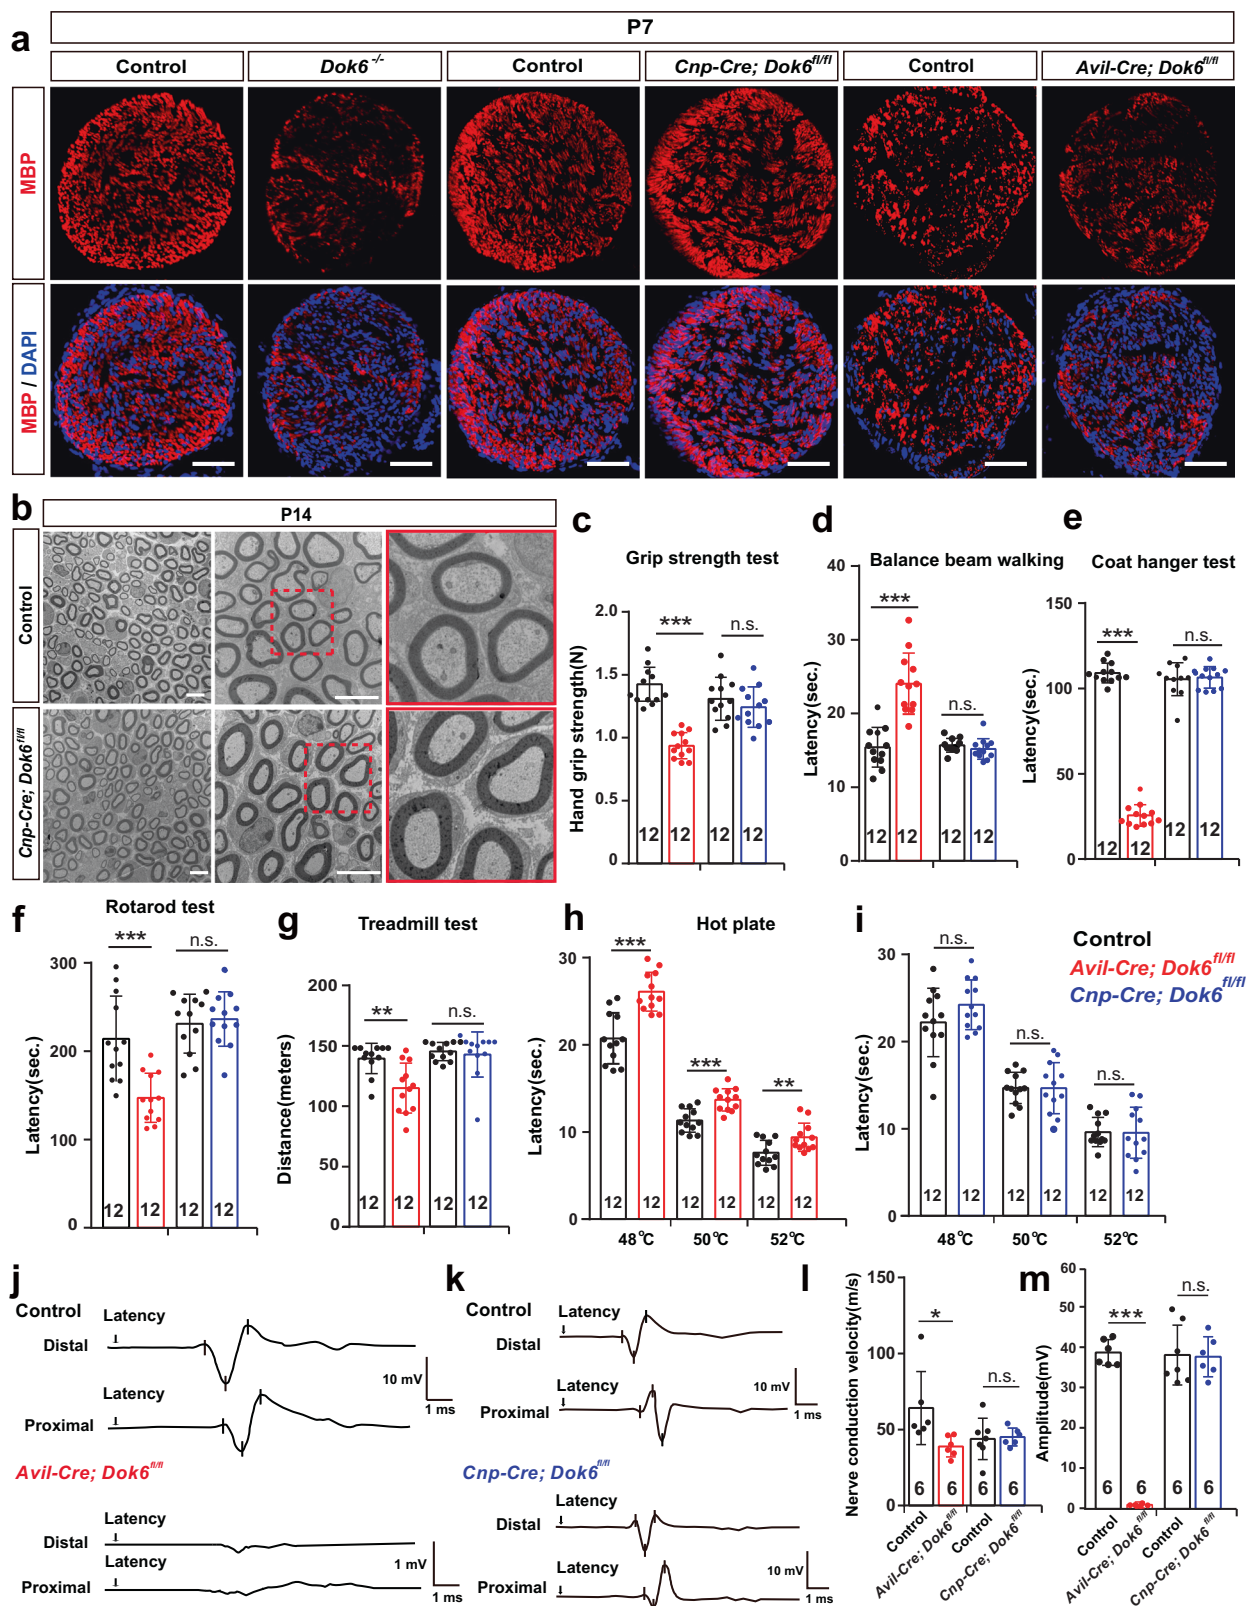 a
P7
Control
Dok6-/-
Control
Cnp-Cre; Dok6fl/fl
Control
Avil-Cre; Dok6fl/fl
MBP
MBP / DAPI
b
P14
Control
Cnp-Cre; Dok6fl/fl
c
Grip strength test
Hand grip strength(N)
2.0
1.5
1.0
0.5
0
***
n.s.
12
12
12
12
d
Balance beam walking
Latency(sec.)
40
30
20
10
0
***
n.s.
12
12
12
12
e
Coat hanger test
Latency(sec.)
150
100
50
0
***
n.s.
12
12
12
12
f
Rotarod test
Latency(sec.)
300
200
100
0
***
n.s.
12
12
12
12
g
Treadmill test
Distance(meters)
200
150
100
50
0
**
n.s.
12
12
12
12
h
Hot plate
Latency(sec.)
30
20
10
0
***
***
**
12
12
12
12
12
12
48°C
50°C
52°C
i
Latency(sec.)
30
20
10
0
n.s.
n.s.
n.s.
12
12
12
12
12
12
48°C
50°C
52°C
Control
Avil-Cre; Dok6fl/fl
Cnp-Cre; Dok6fl/fl
j
Control
Latency
Distal
Latency
Proximal
10 mV
1 ms
Avil-Cre; Dok6fl/fl
Latency
Distal
Latency
Proximal
1 mV
1 ms
k
Control
Latency
Distal
Latency
Proximal
10 mV
1 ms
Cnp-Cre; Dok6fl/fl
Latency
Distal
Latency
Proximal
10 mV
1 ms
l
Nerve conduction velocity(m/s)
150
100
50
0
*
n.s.
6
6
6
6
Control
Avil-Cre; Dok6fl/fl
Control
Cnp-Cre; Dok6fl/fl
m
Amplitude(mV)
60
50
40
30
20
10
0
***
n.s.
6
6
6
6
Control
Avil-Cre; Dok6fl/fl
Control
Cnp-Cre; Dok6fl/fl